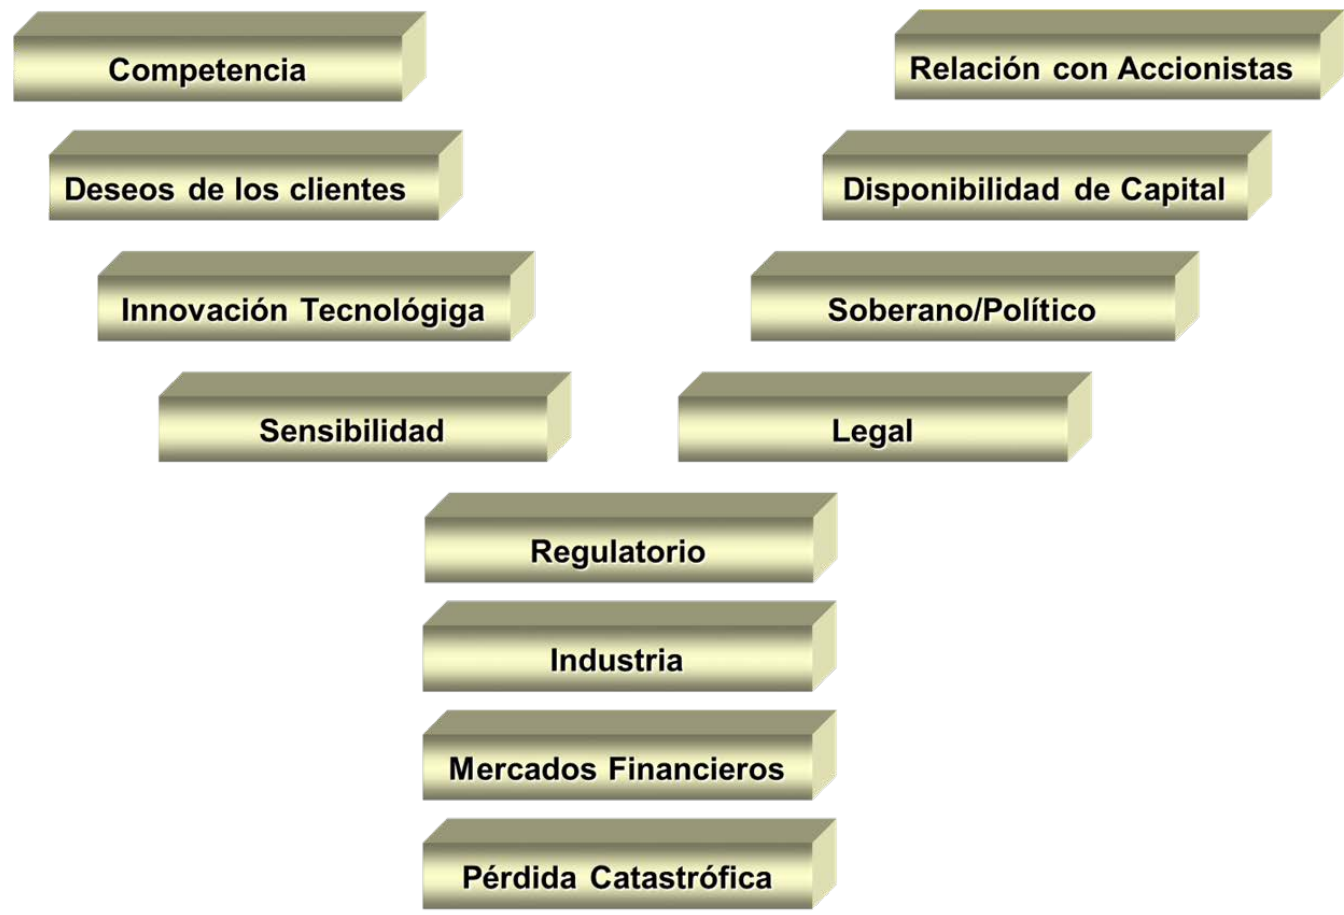 Competencia
Relación con Accionistas
Deseos de los clientes
Disponibilidad de Capital
Innovación Tecnológiga
Soberano/Político
Sensibilidad
Legal
Regulatorio
Industria
Mercados Financieros
Pérdida Catastrófica